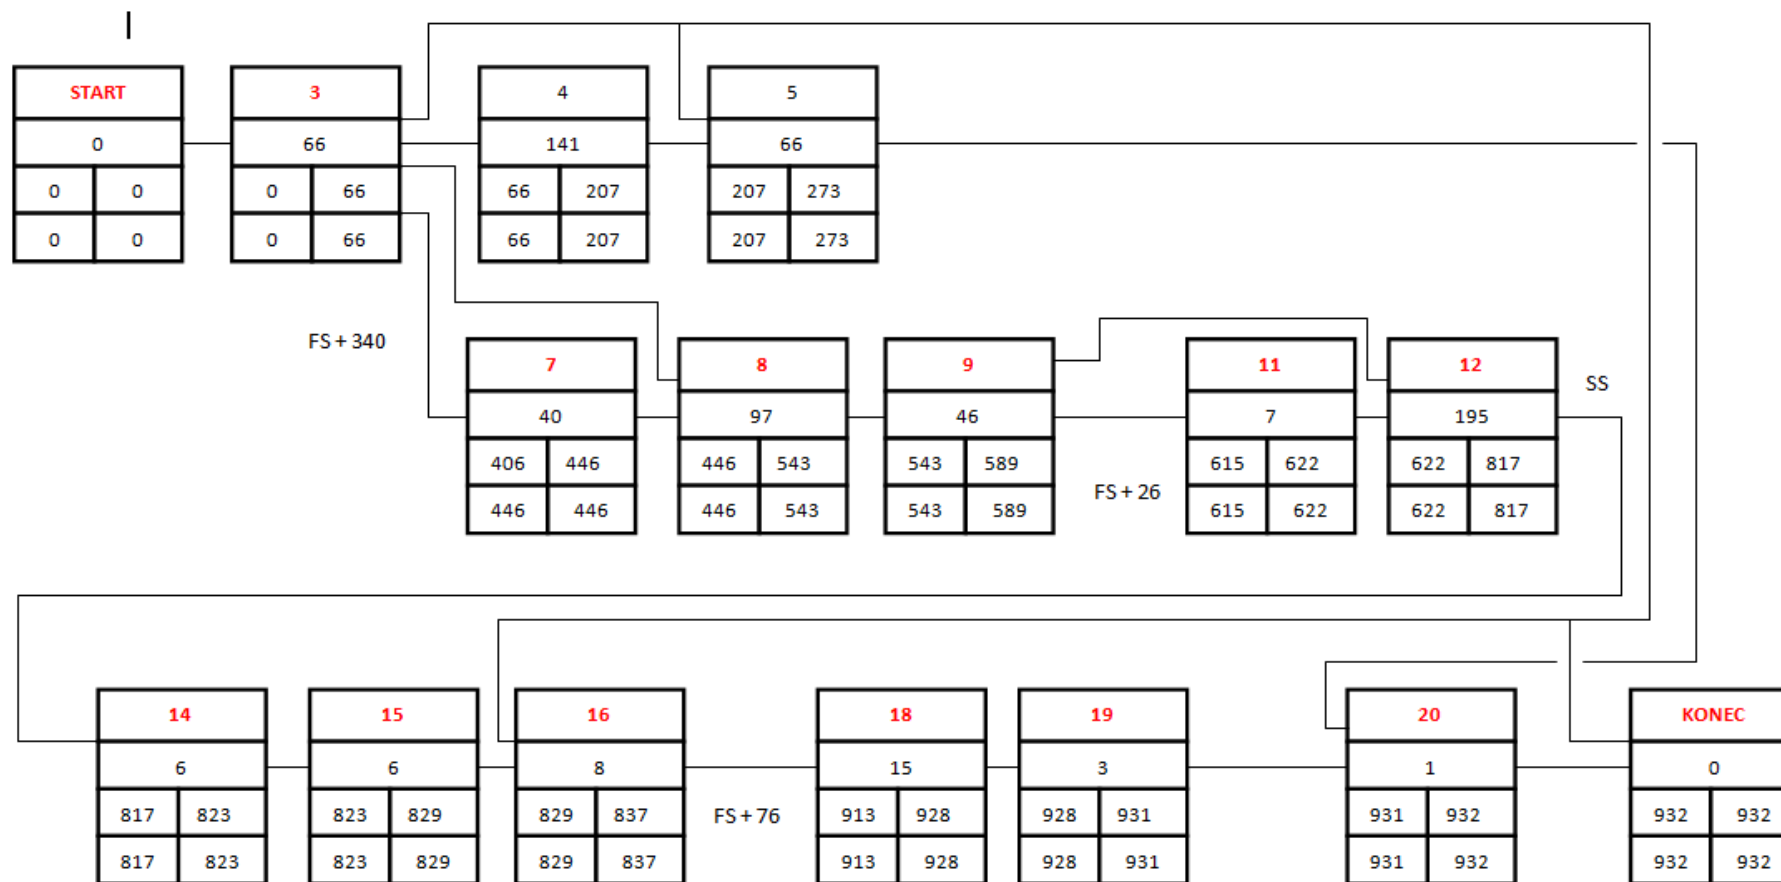 START 3 4 5
0 66 141 66
0 0 0 66 66 207 207 273
0 0 0 66 66 207 207 273
FS + 340
7 8 9 11 12
SS
40 97 46 7 195
406 446 446 543 543 589 615 622 622 817
FS + 26
446 446 446 543 543 589 615 622 622 817
14 15 16 18 19 20 KONEC
6 6 8 15 3 1 0
817 823 823 829 829 837 FS + 76 913 928 928 931 931 932 932 932
817 823 823 829 829 837 913 928 928 931 931 932 932 932